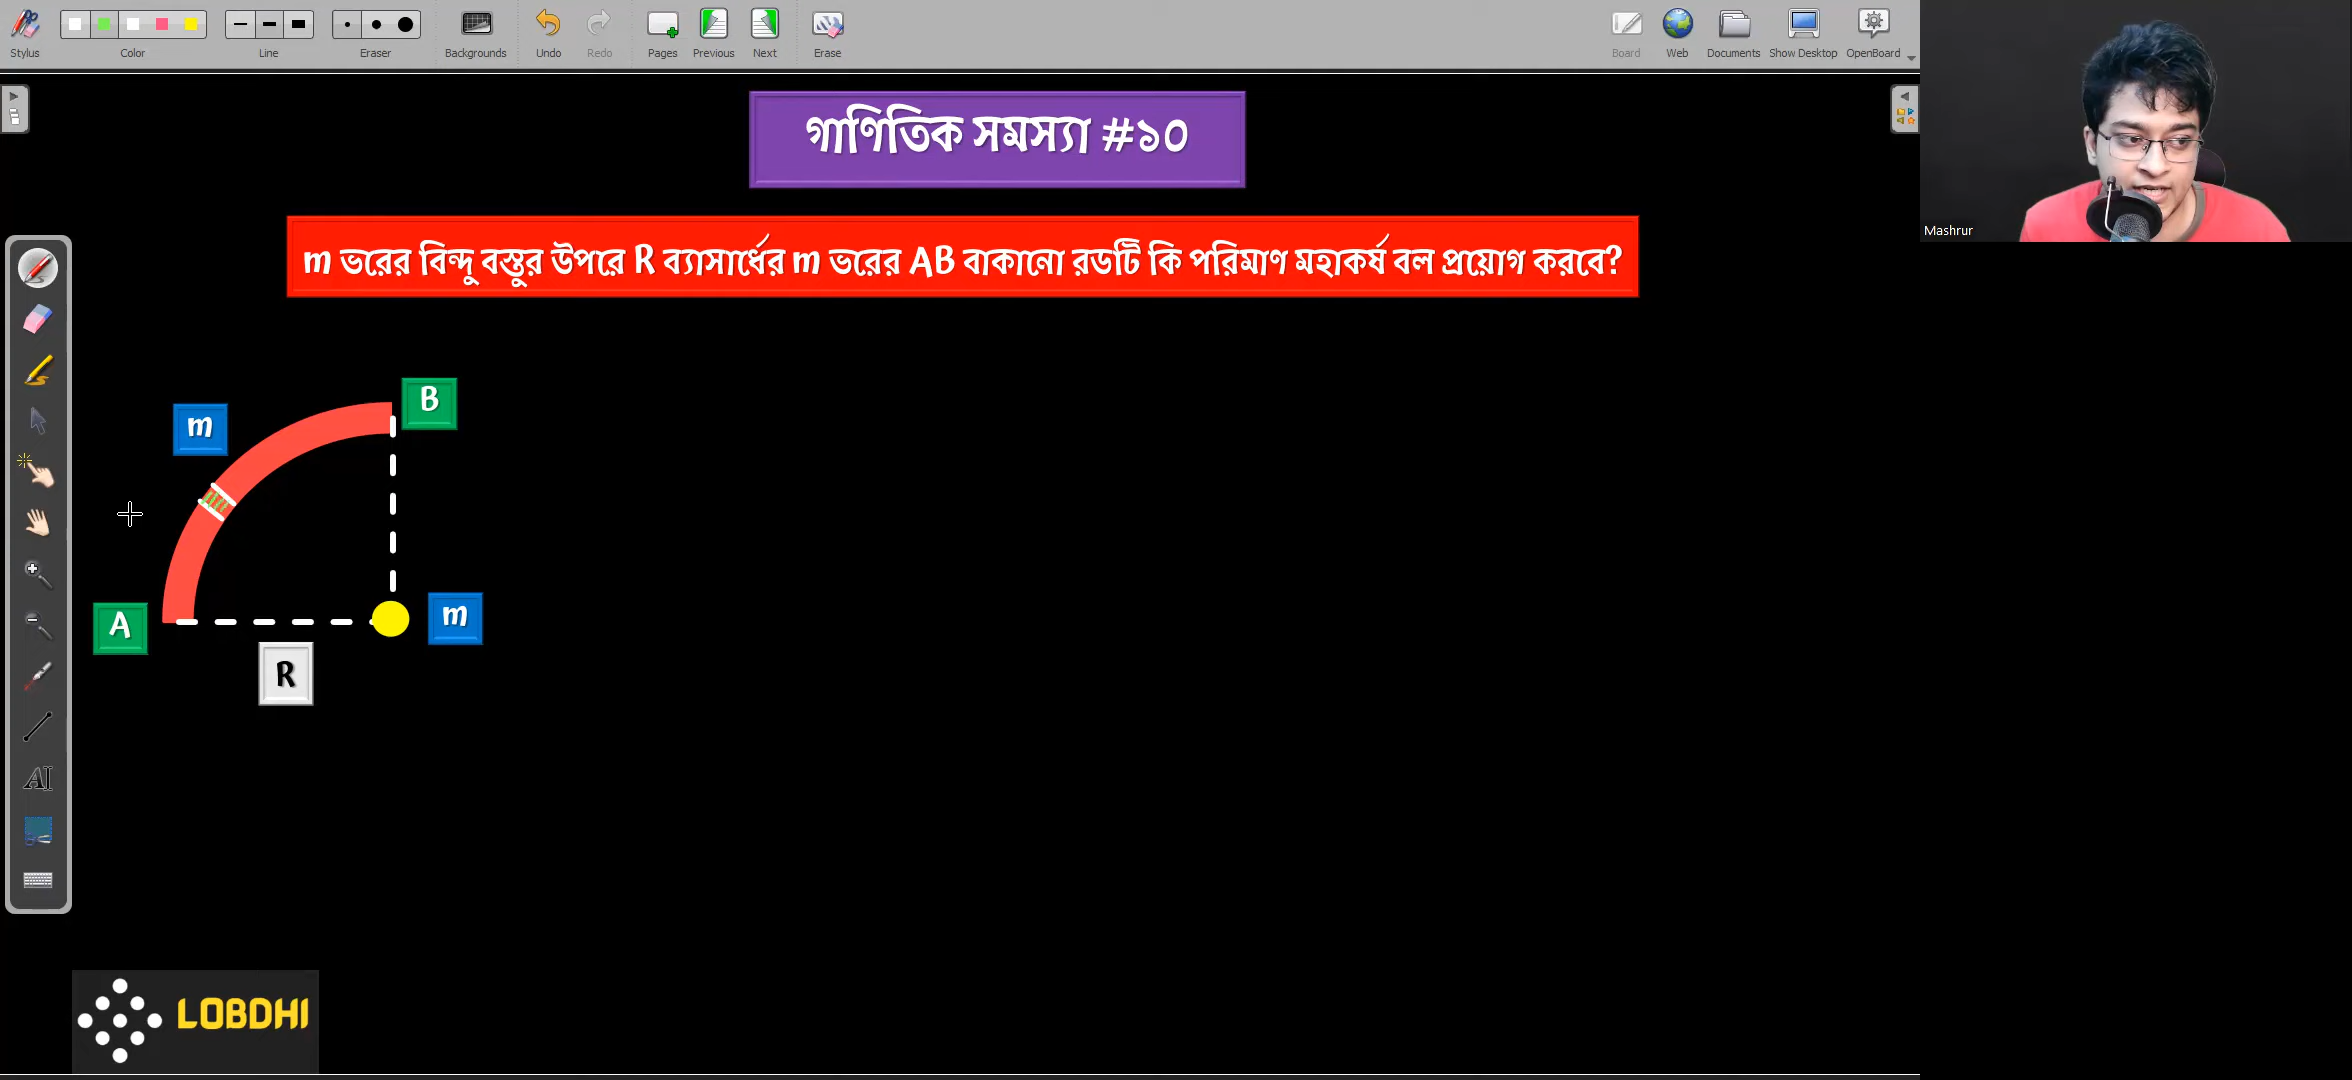 Stylus
Color
Line
Eraser
Backgrounds
Undo
Redo
Pages
Previous
Next
Erase
Board
Web
Documents
Show Desktop
OpenBoard
Mashrur
গাণিতিক সমস্যা #১০
m ভরের বিন্দু বস্তুর উপরে R ব্যাসার্ধের m ভরের AB বাকানো রডটি কি পরিমাণ মহাকর্ষ বল প্রয়োগ করবে?
B
m
A
m
R
LOBDHI